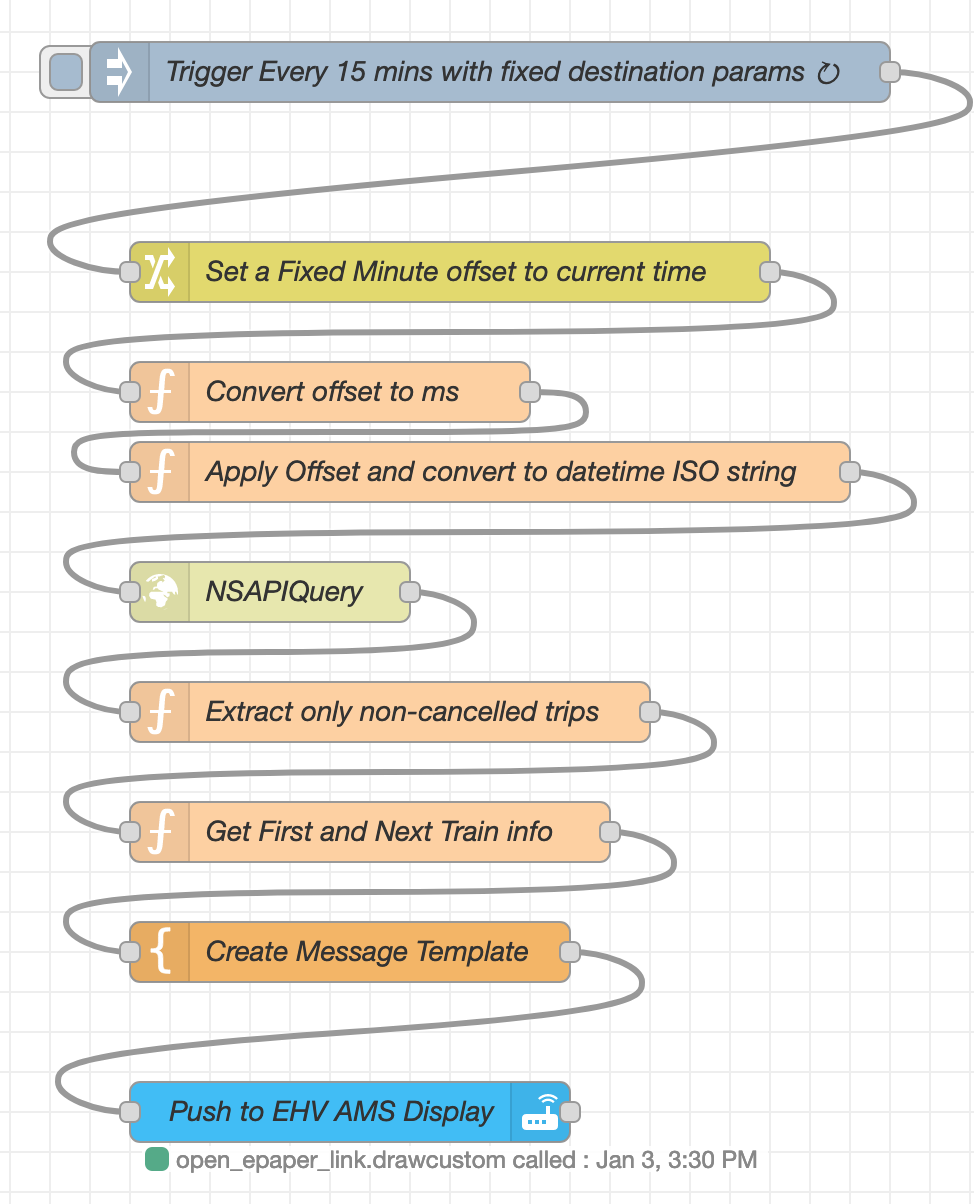 Trigger Every 15 mins with fixed destination params ↻
Set a Fixed Minute offset to current time
Convert offset to ms
Apply Offset and convert to datetime ISO string
NSAPIQuery
Extract only non-cancelled trips
Get First and Next Train info
Create Message Template
Push to EHV AMS Display
open_epaper_link.drawcustom called : Jan 3, 3:30 PM